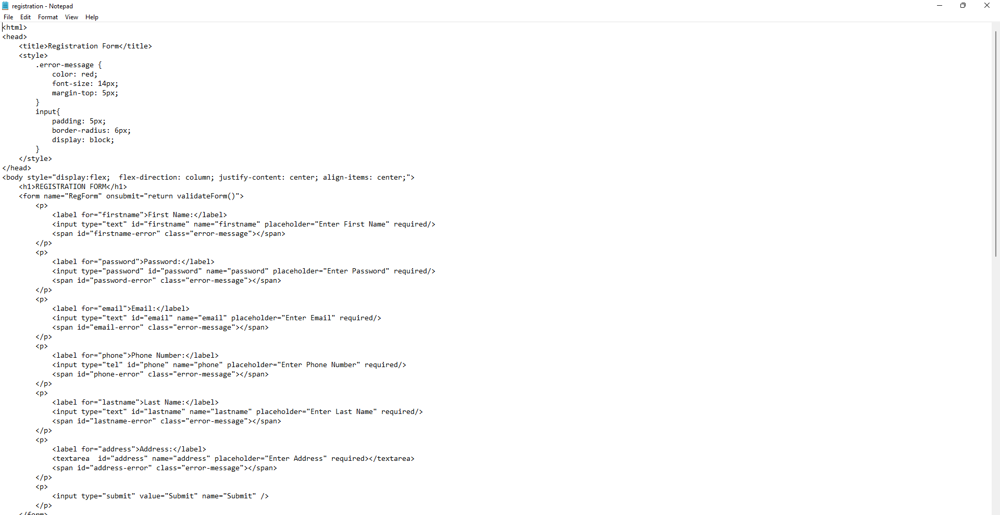 registration - Notepad
File Edit Format View Help
<html>
<head>
    <title>Registration Form</title>
    <style>
        .error-message {
            color: red;
            font-size: 14px;
            margin-top: 5px;
        }
        input{
            padding: 5px;
            border-radius: 6px;
            display: block;
        }
    </style>
</head>
<body style="display:flex;  flex-direction: column; justify-content: center; align-items: center;">
    <h1>REGISTRATION FORM</h1>
    <form name="RegForm" onsubmit="return validateForm()">
        <p>
            <label for="firstname">First Name:</label>
            <input type="text" id="firstname" name="firstname" placeholder="Enter First Name" required/>
            <span id="firstname-error" class="error-message"></span>
        </p>
        <p>
            <label for="password">Password:</label>
            <input type="password" id="password" name="password" placeholder="Enter Password" required/>
            <span id="password-error" class="error-message"></span>
        </p>
        <p>
            <label for="email">Email:</label>
            <input type="text" id="email" name="email" placeholder="Enter Email" required/>
            <span id="email-error" class="error-message"></span>
        </p>
        <p>
            <label for="phone">Phone Number:</label>
            <input type="tel" id="phone" name="phone" placeholder="Enter Phone Number" required/>
            <span id="phone-error" class="error-message"></span>
        </p>
        <p>
            <label for="lastname">Last Name:</label>
            <input type="text" id="lastname" name="lastname" placeholder="Enter Last Name" required/>
            <span id="lastname-error" class="error-message"></span>
        </p>
        <p>
            <label for="address">Address:</label>
            <textarea  id="address" name="address" placeholder="Enter Address" required></textarea>
            <span id="address-error" class="error-message"></span>
        </p>
        <p>
            <input type="submit" value="Submit" name="Submit" />
        </p>
    </form>